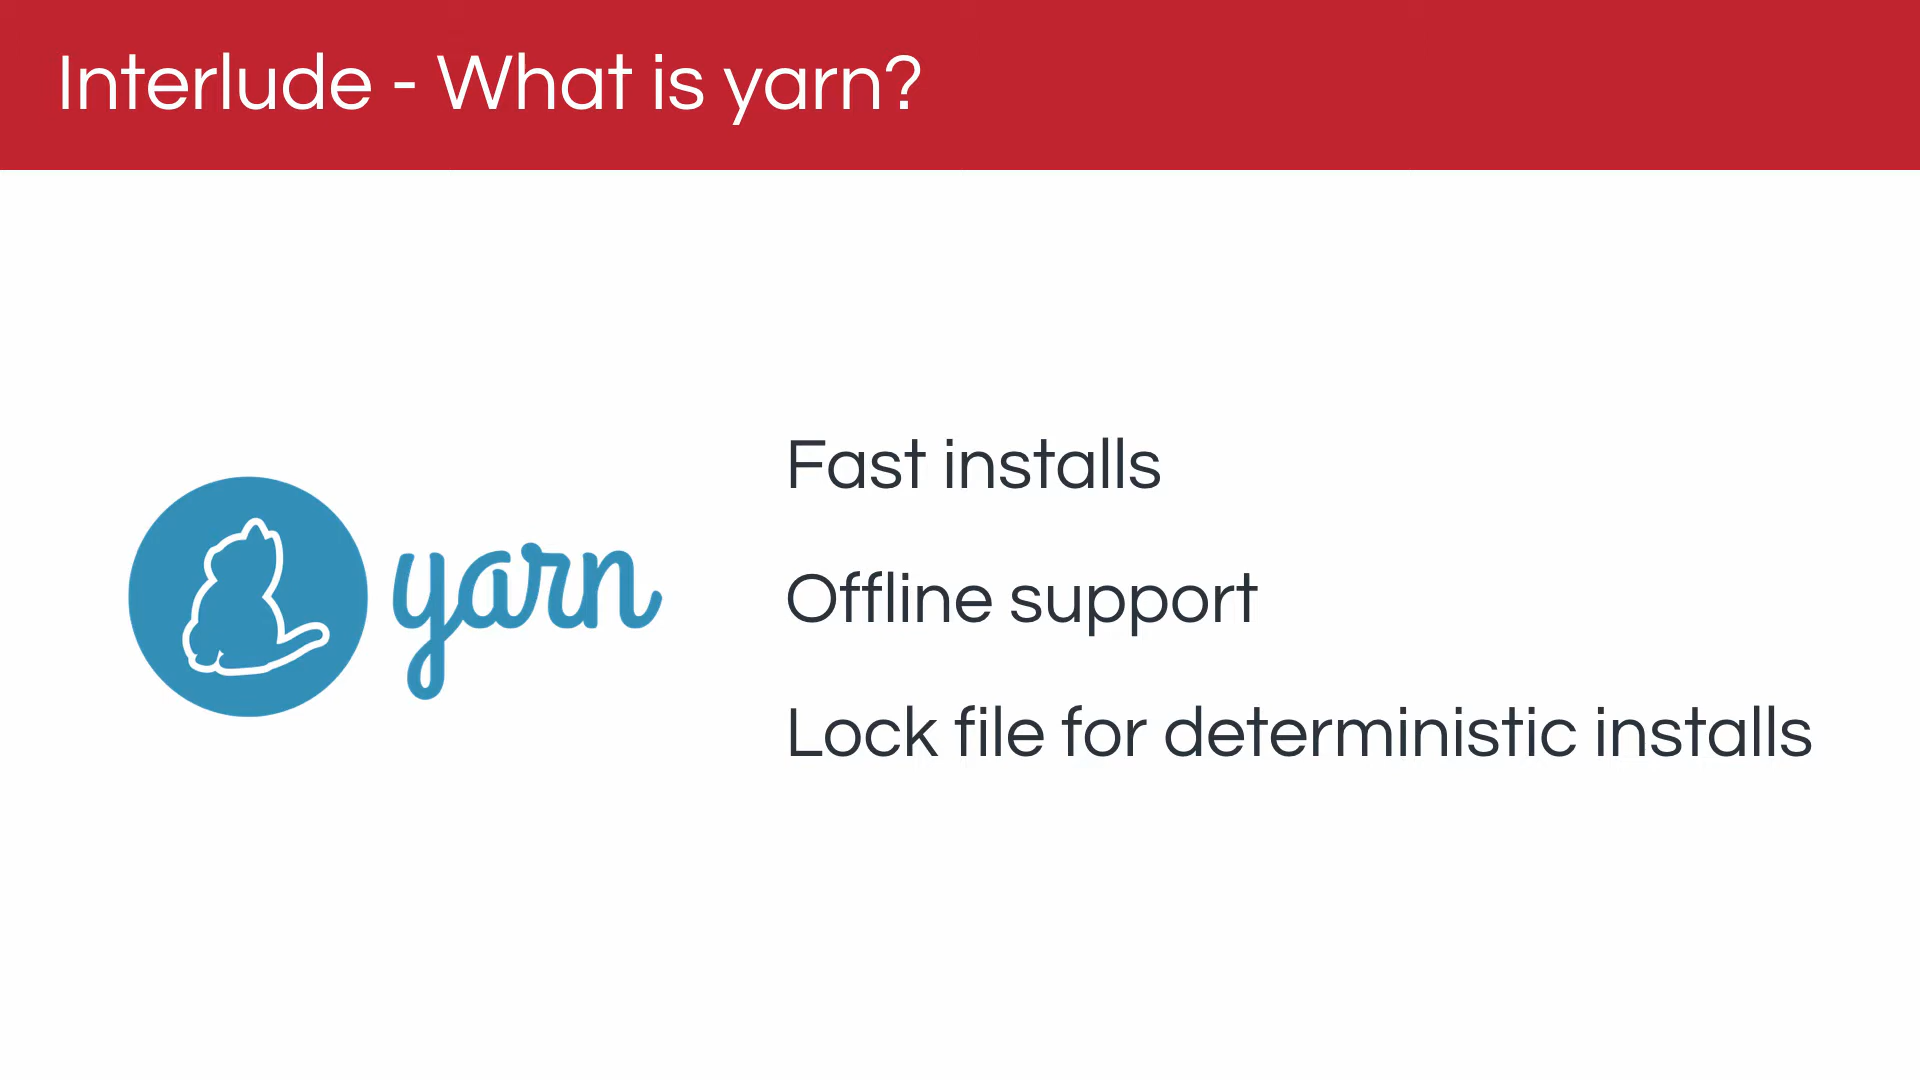 Interlude - What is yarn?
yarn
Fast installs
Offline support
Lock file for deterministic installs